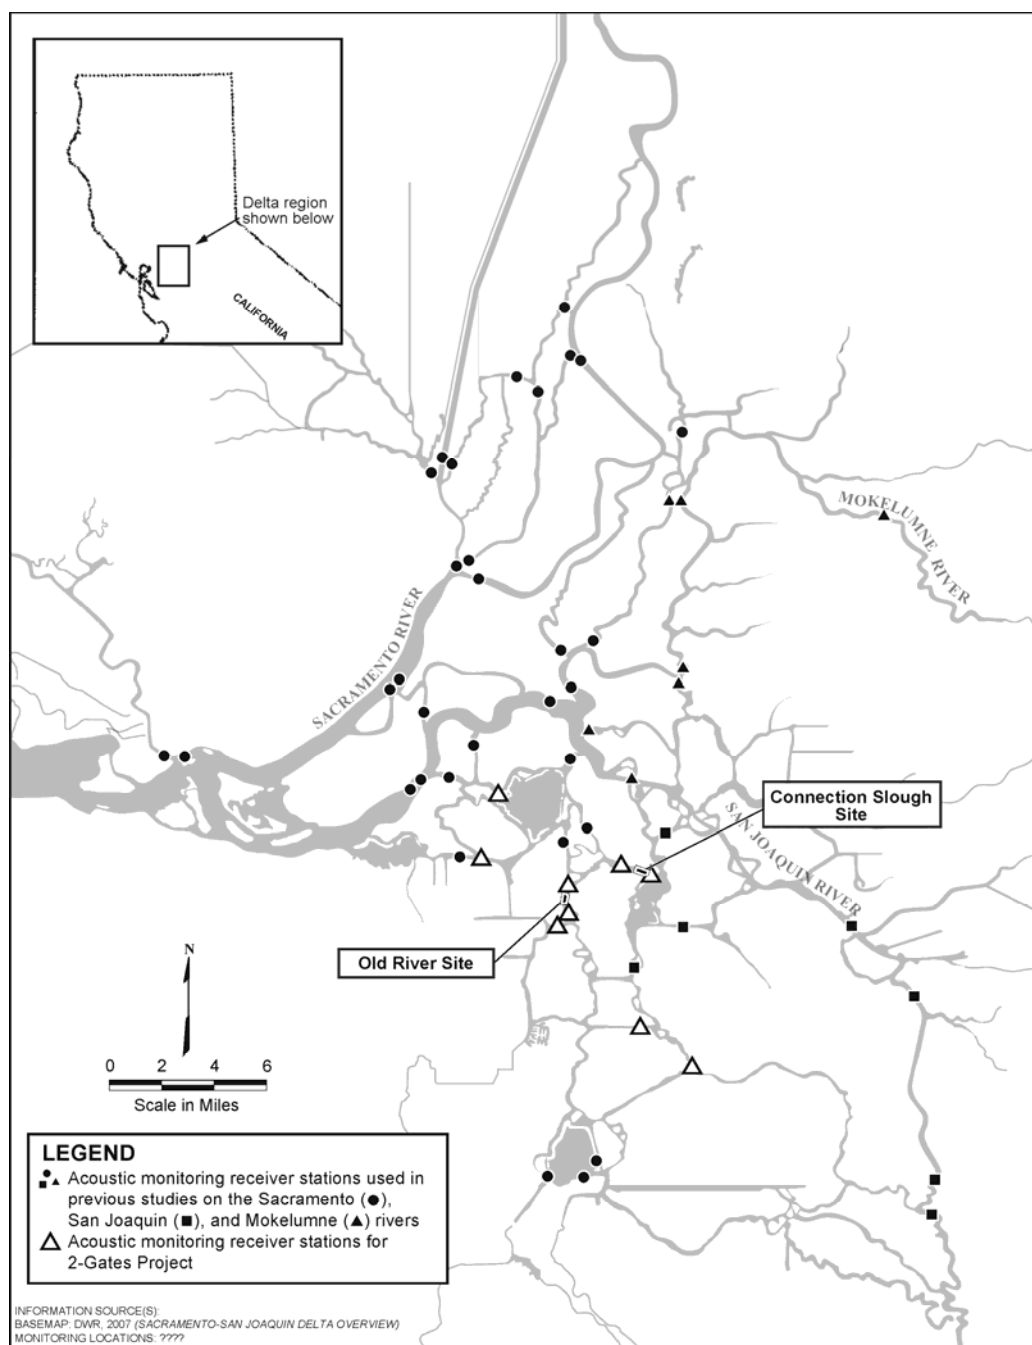 Delta region
shown below
CALIFORNIA
MOKELUMNE
RIVER
SACRAMENTO RIVER
Connection Slough
Site
SAN JOAQUIN RIVER
Old River Site
N
0 2 4 6
Scale in Miles
LEGEND
Acoustic monitoring receiver stations used in
previous studies on the Sacramento (●),
San Joaquin (■), and Mokelumne (▲) rivers
Acoustic monitoring receiver stations for
2-Gates Project
INFORMATION SOURCE(S):
BASEMAP: DWR, 2007 (SACRAMENTO-SAN JOAQUIN DELTA OVERVIEW)
MONITORING LOCATIONS: ????